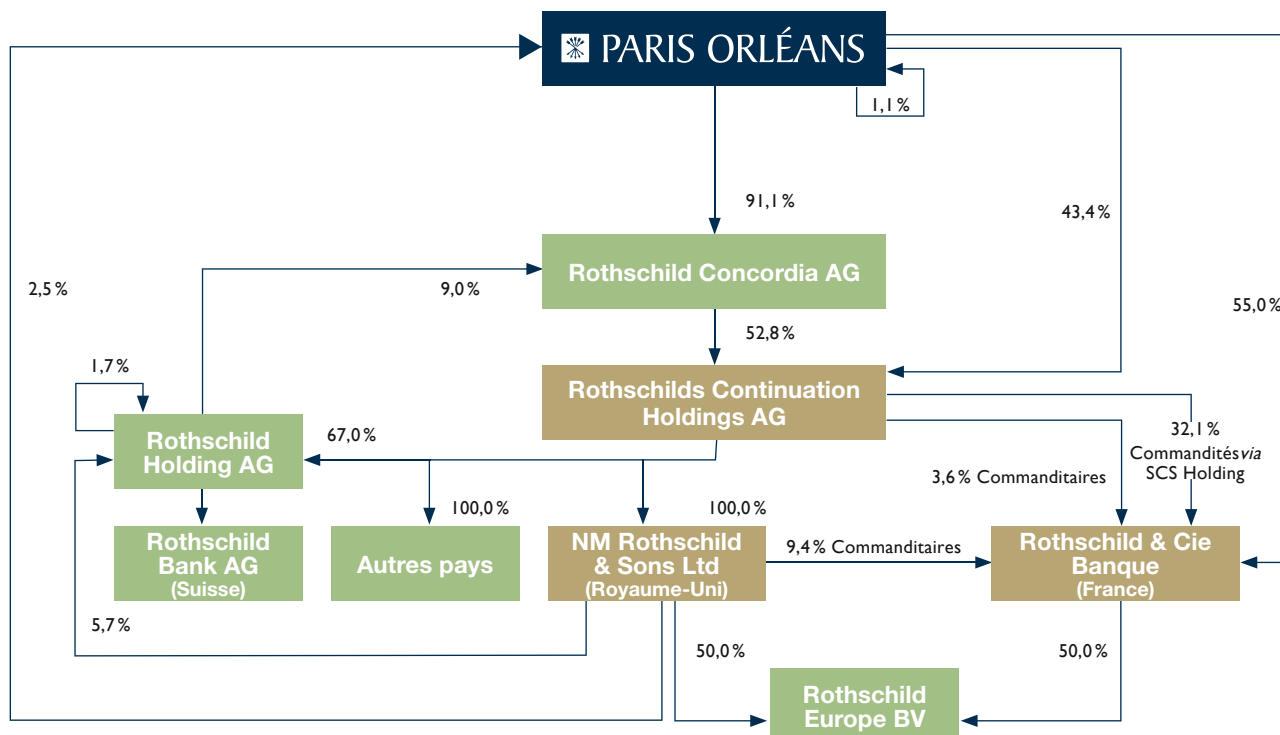 PARIS ORLÉANS
1,1 %
91,1 %
43,4 %
Rothschild Concordia AG
2,5 %
9,0 %
55,0 %
52,8 %
1,7 %
Rothschilds Continuation
Holdings AG
Rothschild
Holding AG
67,0 %
32,1 %
Commandités via
SCS Holding
3,6 % Commanditaires
100,0 %
100,0 %
Rothschild
Bank AG
(Suisse)
Autres pays
NM Rothschild
& Sons Ltd
(Royaume-Uni)
9,4 % Commanditaires
Rothschild & Cie
Banque
(France)
5,7 %
50,0 %
50,0 %
Rothschild
Europe BV